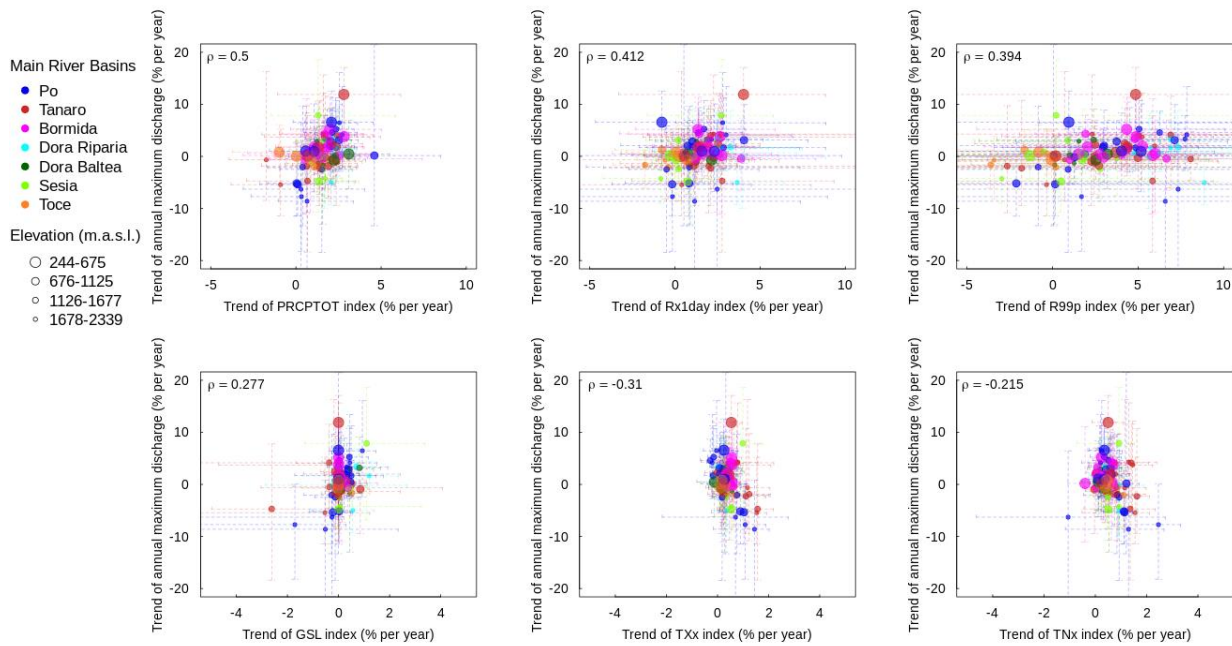 Main River Basins
Po
Tanaro
Bormida
Dora Riparia
Dora Baltea
Sesia
Toce
Elevation (m.a.s.l.)
244-675
676-1125
1126-1677
1678-2339
Trend of annual maximum discharge (% per year)
20
10
0
-10
-20
ρ = 0.5
-5
0
5
10
Trend of PRCPTOT index (% per year)
Trend of annual maximum discharge (% per year)
20
10
0
-10
-20
ρ = 0.412
-5
0
5
10
Trend of Rx1day index (% per year)
Trend of annual maximum discharge (% per year)
20
10
0
-10
-20
ρ = 0.394
-5
0
5
10
Trend of R99p index (% per year)
Trend of annual maximum discharge (% per year)
20
10
0
-10
-20
ρ = 0.277
-4
-2
0
2
4
Trend of GSL index (% per year)
Trend of annual maximum discharge (% per year)
20
10
0
-10
-20
ρ = -0.31
-4
-2
0
2
4
Trend of TXx index (% per year)
Trend of annual maximum discharge (% per year)
20
10
0
-10
-20
ρ = -0.215
-4
-2
0
2
4
Trend of TNx index (% per year)